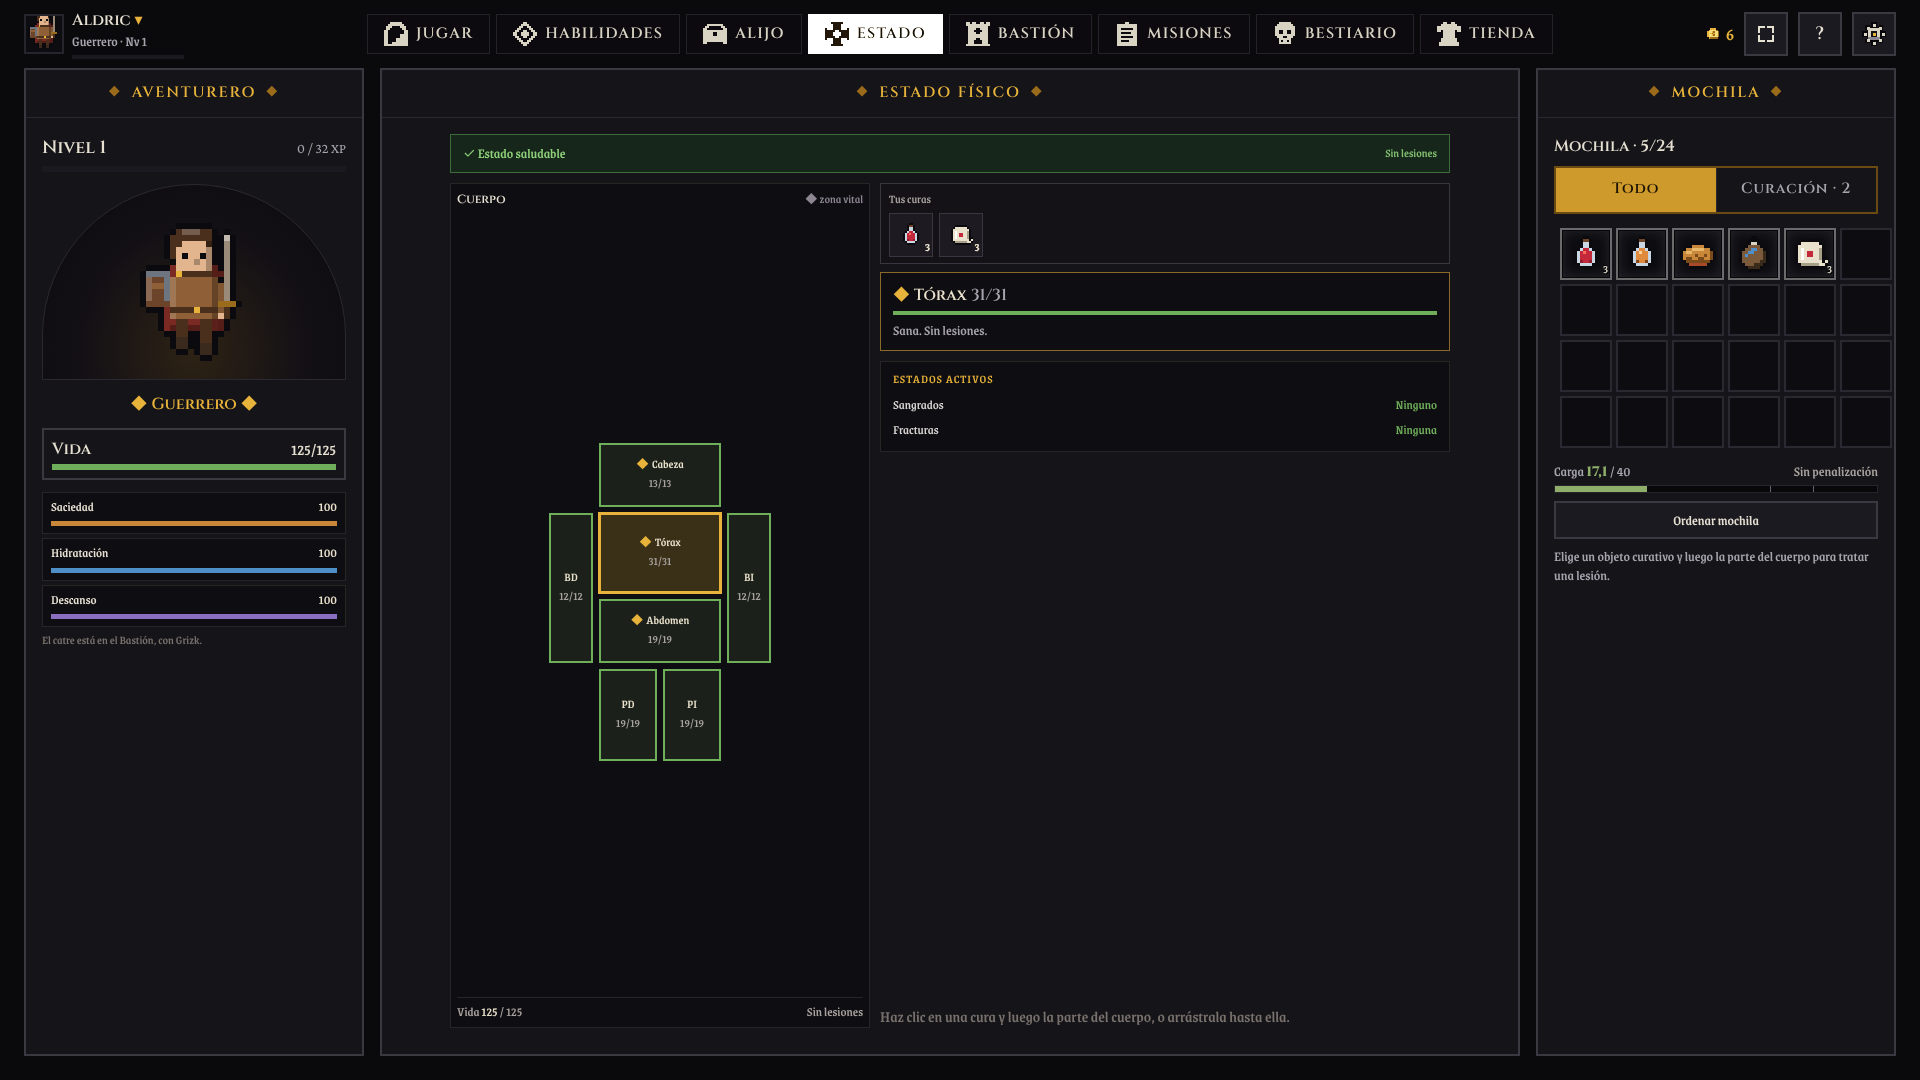 Aldric ▾
Guerrero · Nv 1
JUGAR
HABILIDADES
ALIJO
ESTADO
BASTIÓN
MISIONES
BESTIARIO
TIENDA
6
?
AVENTURERO
Nivel 1
0 / 32 XP
Guerrero
Vida
125/125
Saciedad
100
Hidratación
100
Descanso
100
El catre está en el Bastión, con Grizk.
ESTADO FÍSICO
✓ Estado saludable
Sin lesiones
Cuerpo
zona vital
Cabeza
13/13
Tórax
31/31
BD
12/12
BI
12/12
Abdomen
19/19
PD
19/19
PI
19/19
Vida 125 / 125
Sin lesiones
Tus curas
3
3
Tórax 31/31
Sana. Sin lesiones.
ESTADOS ACTIVOS
Sangrados
Ninguno
Fracturas
Ninguna
Haz clic en una cura y luego la parte del cuerpo, o arrástrala hasta ella.
MOCHILA
Mochila · 5/24
Todo
Curación · 2
3
3
Carga 17,1 / 40
Sin penalización
Ordenar mochila
Elige un objeto curativo y luego la parte del cuerpo para tratar
una lesión.